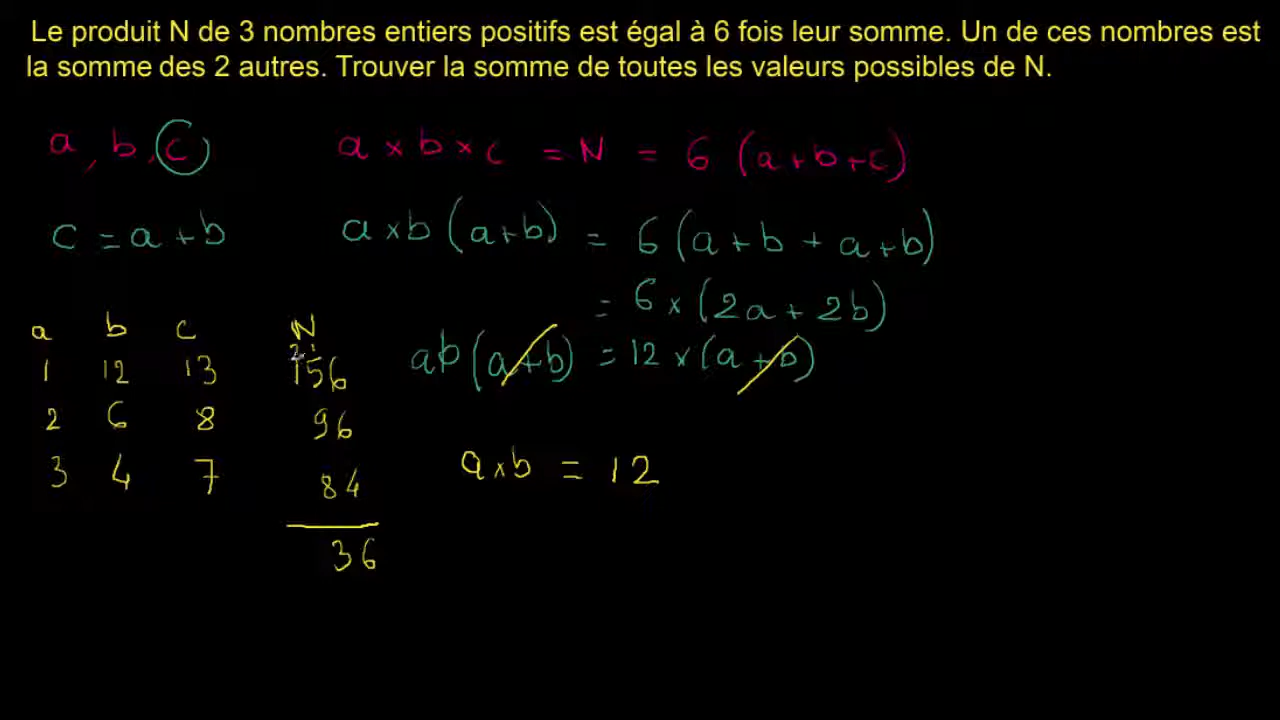 Le produit N de 3 nombres entiers positifs est égal à 6 fois leur somme. Un de ces nombres est
la somme des 2 autres. Trouver la somme de toutes les valeurs possibles de N.
a, b, c a × b × c = N = 6 (a + b + c)
c = a + b a × b (a + b) = 6 (a + b + a + b)
= 6 × (2a + 2b)
ab (a + b) = 12 × (a + b)
a × b = 12
a b c N
2 1
1 12 13 156
2 6 8 96
3 4 7 84
36